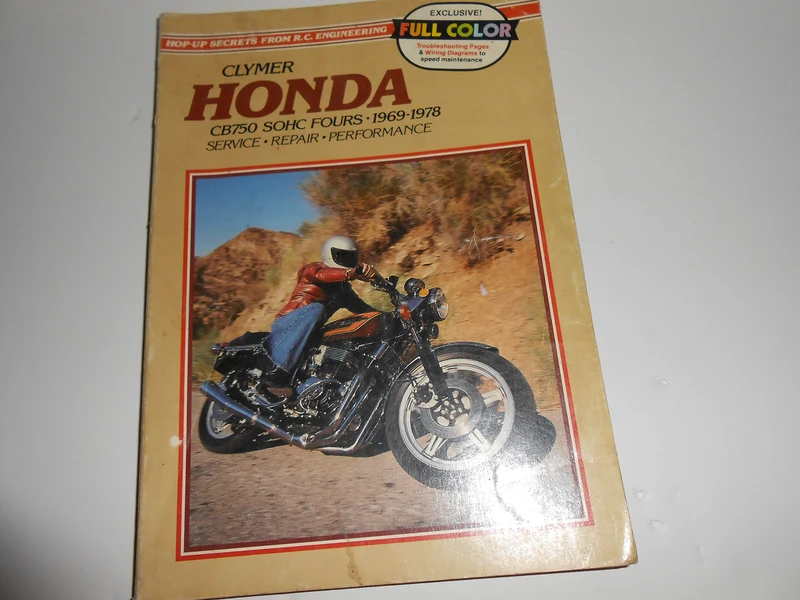 HOP-UP SECRETS FROM R.C. ENGINEERING
EXCLUSIVE!
FULL COLOR
Troubleshooting Pages
& Wiring Diagrams to
speed maintenance
CLYMER
HONDA
CB750 SOHC FOURS • 1969-1978
SERVICE • REPAIR • PERFORMANCE